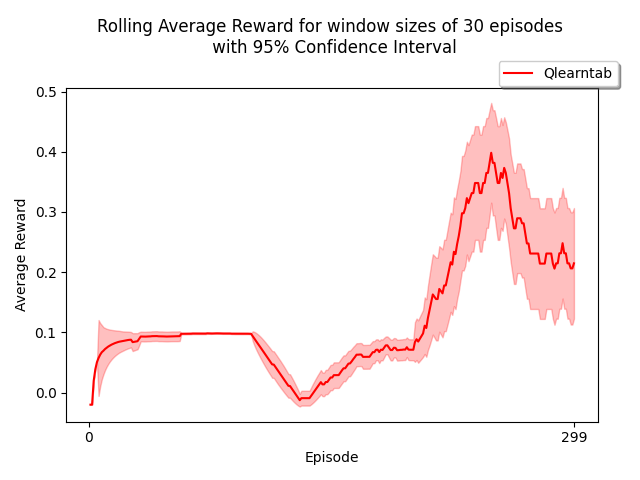 Rolling Average Reward for window sizes of 30 episodes
with 95% Confidence Interval
Qlearntab
0.5
0.4
0.3
0.2
0.1
0.0
Average Reward
0
299
Episode